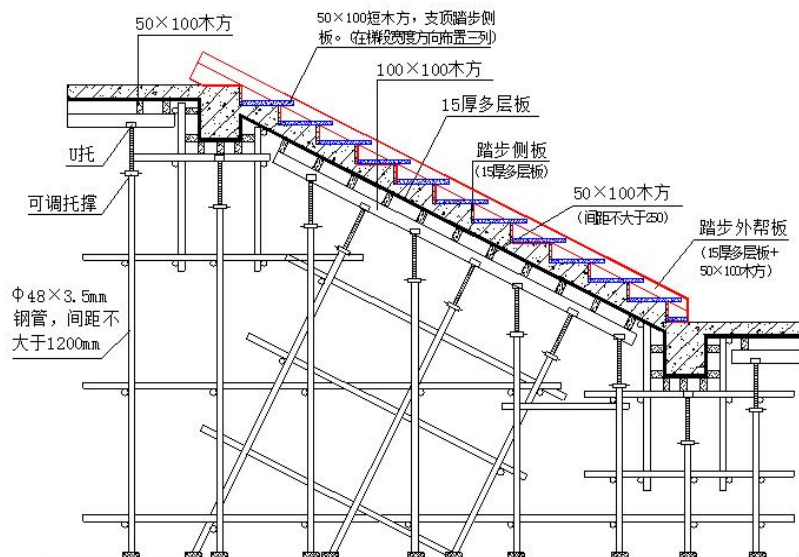 50×100木方
50×100短木方，支顶踏步侧
板。(在梯段宽度方向布置三列)
100×100木方
15厚多层板
U托
踏步侧板
(15厚多层板)
可调托撑
50×100木方
(间距不大于250)
踏步外帮板
(15厚多层板+
50×100木方)
Φ48×3.5mm
钢管，间距不
大于1200mm